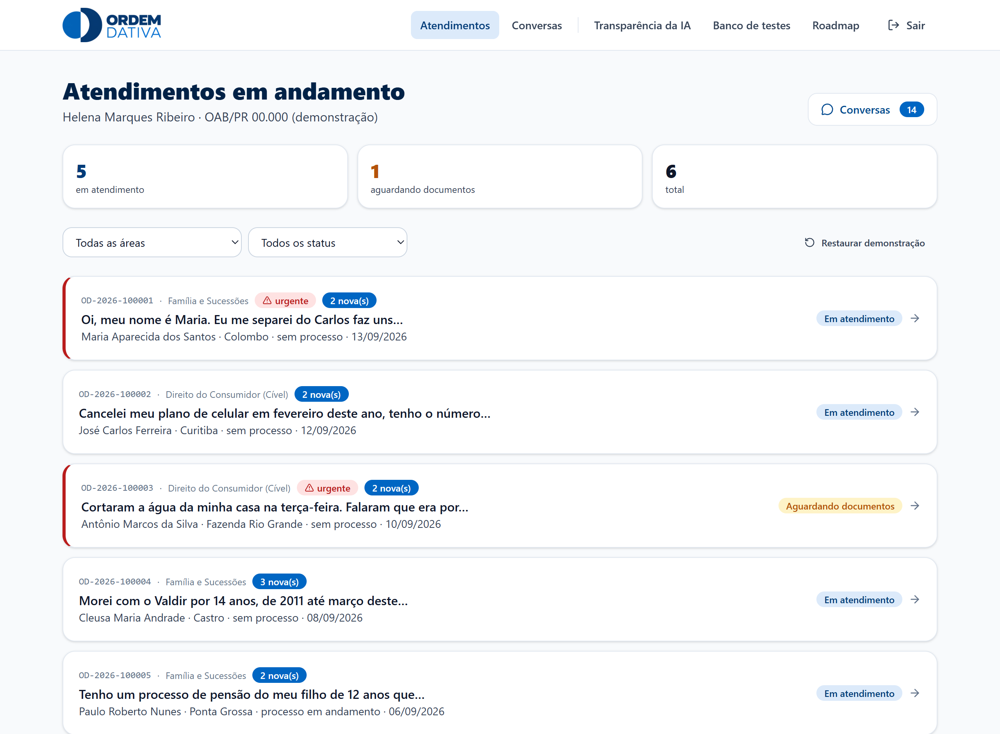 ORDEM
DATIVA
Atendimentos
Conversas
Transparência da IA
Banco de testes
Roadmap
Sair
Atendimentos em andamento
Helena Marques Ribeiro · OAB/PR 00.000 (demonstração)
Conversas 14
5
em atendimento
1
aguardando documentos
6
total
Todas as áreas
Todos os status
Restaurar demonstração
OD-2026-100001 · Família e Sucessões urgente 2 nova(s)
Oi, meu nome é Maria. Eu me separei do Carlos faz uns...
Maria Aparecida dos Santos · Colombo · sem processo · 13/09/2026
Em atendimento
OD-2026-100002 · Direito do Consumidor (Cível) 2 nova(s)
Cancelei meu plano de celular em fevereiro deste ano, tenho o número...
José Carlos Ferreira · Curitiba · sem processo · 12/09/2026
Em atendimento
OD-2026-100003 · Direito do Consumidor (Cível) urgente 2 nova(s)
Cortaram a água da minha casa na terça-feira. Falaram que era por...
Antônio Marcos da Silva · Fazenda Rio Grande · sem processo · 10/09/2026
Aguardando documentos
OD-2026-100004 · Família e Sucessões 3 nova(s)
Morei com o Valdir por 14 anos, de 2011 até março deste...
Cleusa Maria Andrade · Castro · sem processo · 08/09/2026
Em atendimento
OD-2026-100005 · Família e Sucessões 2 nova(s)
Tenho um processo de pensão do meu filho de 12 anos que...
Paulo Roberto Nunes · Ponta Grossa · processo em andamento · 06/09/2026
Em atendimento